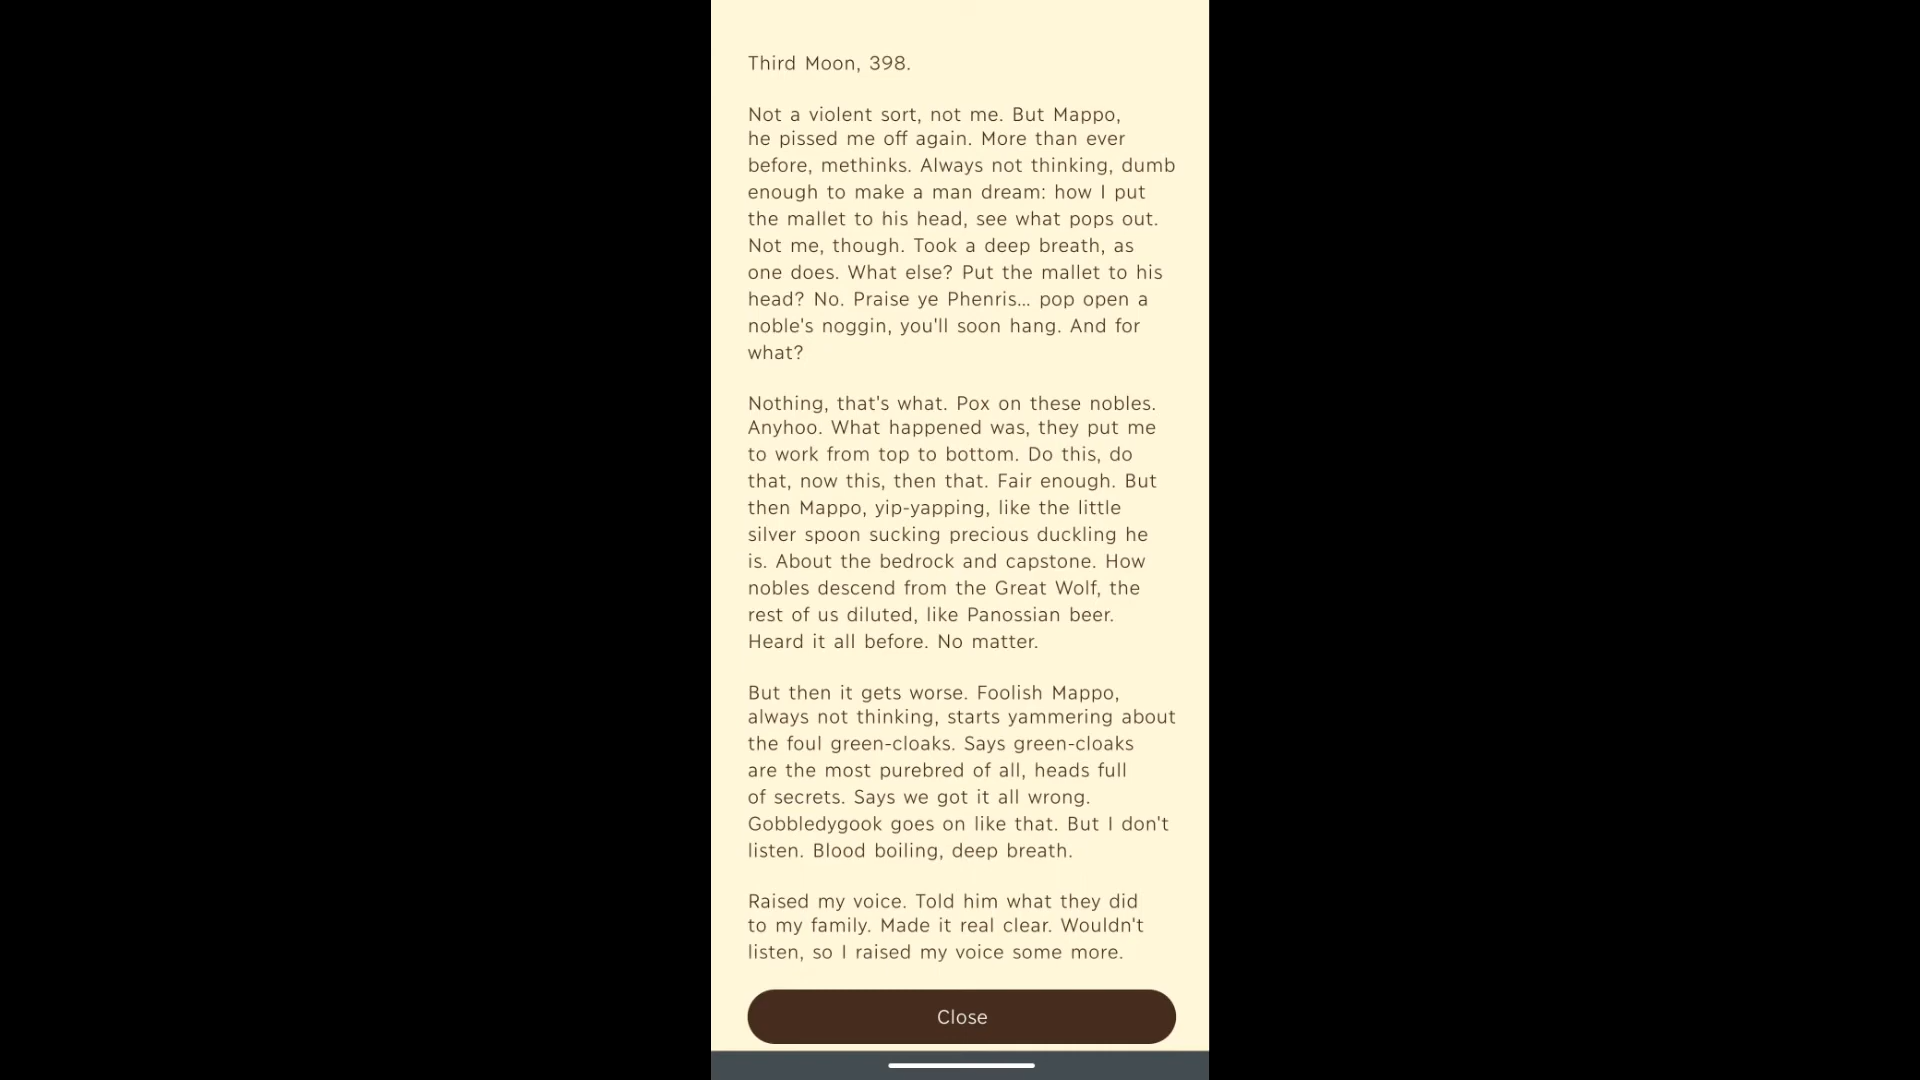 Third Moon, 398.
Not a violent sort, not me. But Mappo,
he pissed me off again. More than ever
before, methinks. Always not thinking, dumb
enough to make a man dream: how I put
the mallet to his head, see what pops out.
Not me, though. Took a deep breath, as
one does. What else? Put the mallet to his
head? No. Praise ye Phenris... pop open a
noble's noggin, you'll soon hang. And for
what?
Nothing, that's what. Pox on these nobles.
Anyhoo. What happened was, they put me
to work from top to bottom. Do this, do
that, now this, then that. Fair enough. But
then Mappo, yip-yapping, like the little
silver spoon sucking precious duckling he
is. About the bedrock and capstone. How
nobles descend from the Great Wolf, the
rest of us diluted, like Panossian beer.
Heard it all before. No matter.
But then it gets worse. Foolish Mappo,
always not thinking, starts yammering about
the foul green-cloaks. Says green-cloaks
are the most purebred of all, heads full
of secrets. Says we got it all wrong.
Gobbledygook goes on like that. But I don't
listen. Blood boiling, deep breath.
Raised my voice. Told him what they did
to my family. Made it real clear. Wouldn't
listen, so I raised my voice some more.
Close